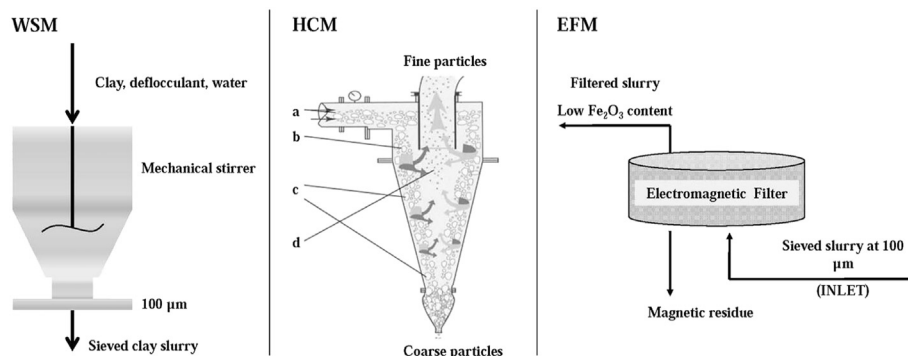 WSM
Clay, deflocculant, water
Mechanical stirrer
100 μm
Sieved clay slurry
HCM
Fine particles
a
b
c
d
Coarse particles
EFM
Filtered slurry
Low Fe₂O₃ content
Electromagnetic Filter
Sieved slurry at 100
μm
(INLET)
Magnetic residue